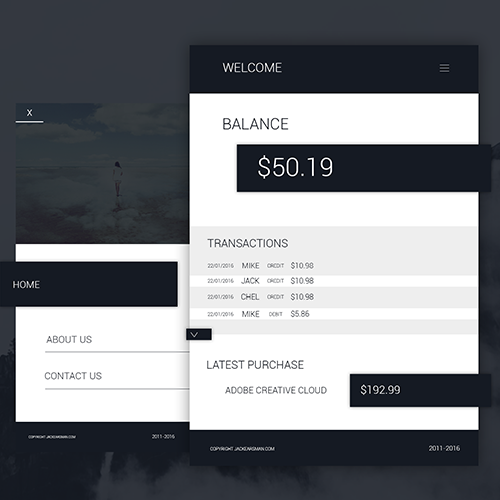 X
HOME
ABOUT US
CONTACT US
COPYRIGHT JACKEARSMAN.COM 2011-2016
WELCOME
BALANCE
$50.19
TRANSACTIONS
22/01/2016 MIKE CREDIT $10.98
22/01/2016 JACK CREDIT $10.98
22/01/2016 CHEL CREDIT $10.98
22/01/2016 MIKE DEBIT $5.86
LATEST PURCHASE
ADOBE CREATIVE CLOUD $192.99
COPYRIGHT JACKEARSMAN.COM 2011-2016